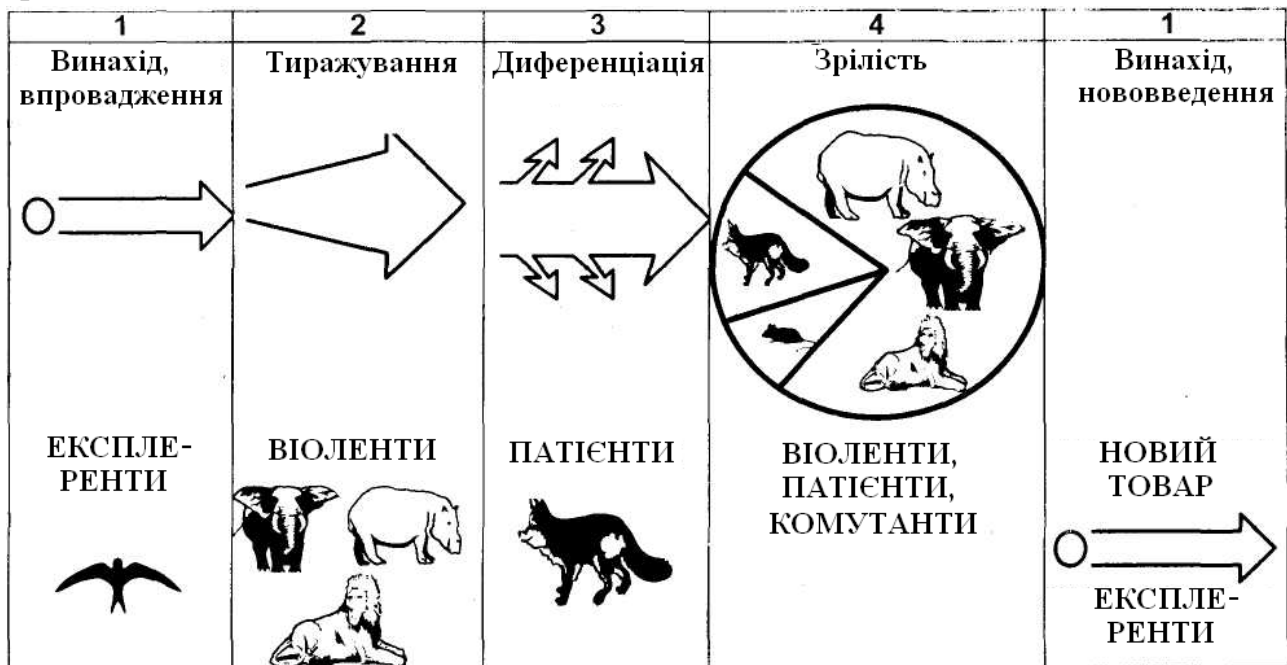 1
2
3
4
1
Винахід,
впровадження
Тиражування
Диференціація
Зрілість
Винахід,
нововведення
ЕКСПЛЕ-
РЕНТИ
ВІОЛЕНТИ
ПАТІЄНТИ
ВІОЛЕНТИ,
ПАТІЄНТИ,
КОМУТАНТИ
НОВИЙ
ТОВАР
ЕКСПЛЕ-
РЕНТИ